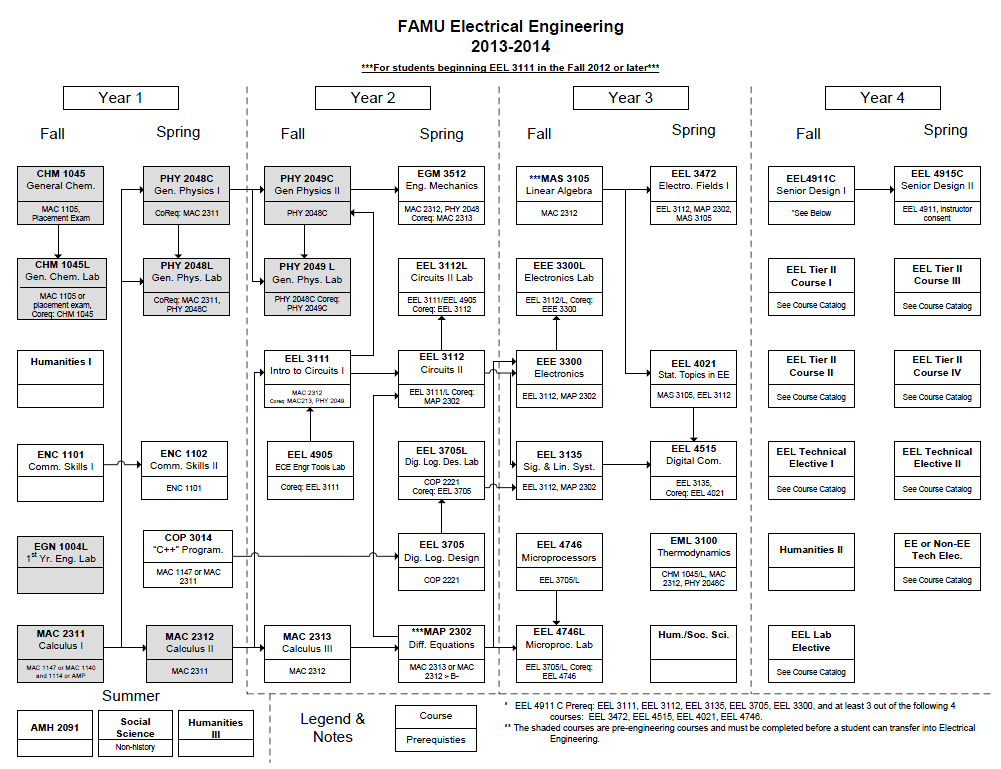 FAMU Electrical Engineering
2013-2014
***For students beginning EEL 3111 in the Fall 2012 or later***
Year 1
Year 2
Year 3
Year 4
Fall
Spring
Fall
Spring
Fall
Spring
Fall
Spring
CHM 1045
General Chem.
MAC 1105,
Placement Exam
PHY 2048C
Gen. Physics I
CoReq: MAC 2311
PHY 2049C
Gen Physics II
PHY 2048C
EGM 3512
Eng. Mechanics
MAC 2312, PHY 2048
Coreq: MAC 2313
***MAS 3105
Linear Algebra
MAC 2312
EEL 3472
Electro. Fields I
EEL 3112, MAP 2302,
MAS 3105
EEL4911C
Senior Design I
*See Below
EEL 4915C
Senior Design II
EEL 4911, Instructor
consent
CHM 1045L
Gen. Chem. Lab
MAC 1105 or
placement exam,
Coreq: CHM 1045
PHY 2048L
Gen. Phys. Lab
CoReq: MAC 2311,
PHY 2048C
PHY 2049 L
Gen. Phys. Lab
PHY 2048C Coreq:
PHY 2049C
EEL 3112L
Circuits II Lab
EEL 3111/EEL 4905
Coreq: EEL 3112
EEE 3300L
Electronics Lab
EEL 3112/L, Coreq:
EEE 3300
EEL Tier II
Course I
See Course Catalog
EEL Tier II
Course III
See Course Catalog
Humanities I
EEL 3111
Intro to Circuits I
MAC 2312
Coreq: MAC213, PHY 2049
EEL 3112
Circuits II
EEL 3111/L Coreq:
MAP 2302
EEE 3300
Electronics
EEL 3112, MAP 2302
EEL 4021
Stat. Topics in EE
MAS 3105, EEL 3112
EEL Tier II
Course II
See Course Catalog
EEL Tier II
Course IV
See Course Catalog
ENC 1101
Comm. Skills I
ENC 1102
Comm. Skills II
ENC 1101
EEL 4905
ECE Engr Tools Lab
Coreq: EEL 3111
EEL 3705L
Dig. Log. Des. Lab
COP 2221
Coreq: EEL 3705
EEL 3135
Sig. & Lin. Syst.
EEL 3112, MAP 2302
EEL 4515
Digital Com.
EEL 3135,
Coreq: EEL 4021
EEL Technical
Elective I
See Course Catalog
EEL Technical
Elective II
See Course Catalog
EGN 1004L
1st Yr. Eng. Lab
COP 3014
"C++" Program.
MAC 1147 or MAC
2311
EEL 3705
Dig. Log. Design
COP 2221
EEL 4746
Microprocessors
EEL 3705/L
EML 3100
Thermodynamics
CHM 1045/L, MAC
2312, PHY 2048C
Humanities II
EE or Non-EE
Tech Elec.
See Course Catalog
MAC 2311
Calculus I
MAC 1147 or MAC 1140
and 1114 or AMP
MAC 2312
Calculus II
MAC 2311
MAC 2313
Calculus III
MAC 2312
***MAP 2302
Diff. Equations
MAC 2313 or MAC
2312 > B-
EEL 4746L
Microproc. Lab
EEL 3705/L, Coreq:
EEL 4746
Hum./Soc. Sci.
EEL Lab
Elective
See Course Catalog
Summer
AMH 2091
Social
Science
Non-history
Humanities
III
Legend &
Notes
Course
Prerequisties
* EEL 4911 C Prereq: EEL 3111, EEL 3112, EEL 3135, EEL 3705, EEL 3300, and at least 3 out of the following 4
courses: EEL 3472, EEL 4515, EEL 4021, EEL 4746.
** The shaded courses are pre-engineering courses and must be completed before a student can transfer into Electrical
Engineering.